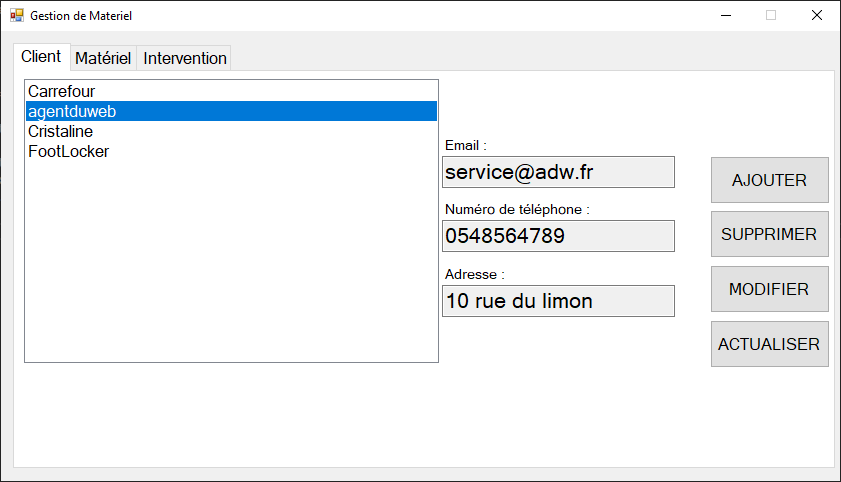 Gestion de Materiel
Client Matériel Intervention
Carrefour
agentduweb
Cristaline
FootLocker
Email :
service@adw.fr
Numéro de téléphone :
0548564789
Adresse :
10 rue du limon
AJOUTER
SUPPRIMER
MODIFIER
ACTUALISER